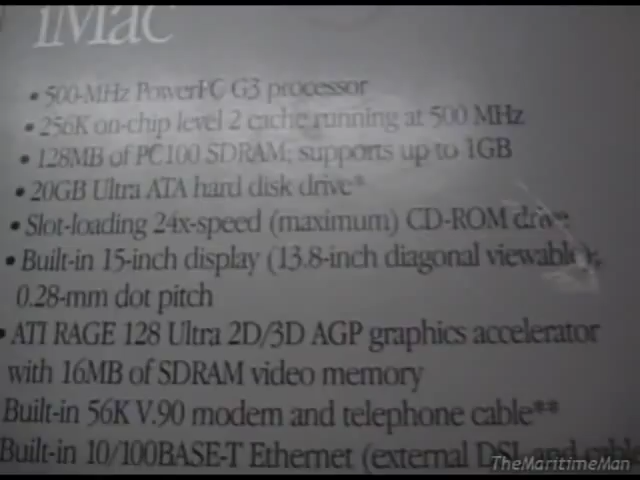 iMac
• 500-MHz PowerPC G3 processor
• 256K on-chip level 2 cache running at 500 MHz
• 128MB of PC100 SDRAM; supports up to 1GB
• 20GB Ultra ATA hard disk drive*
• Slot-loading 24x-speed (maximum) CD-ROM drive
• Built-in 15-inch display (13.8-inch diagonal viewable);
0.28-mm dot pitch
• ATI RAGE 128 Ultra 2D/3D AGP graphics accelerator
with 16MB of SDRAM video memory
Built-in 56K V.90 modem and telephone cable**
Built-in 10/100BASE-T Ethernet (external DSL and cable
TheMaritimeMan